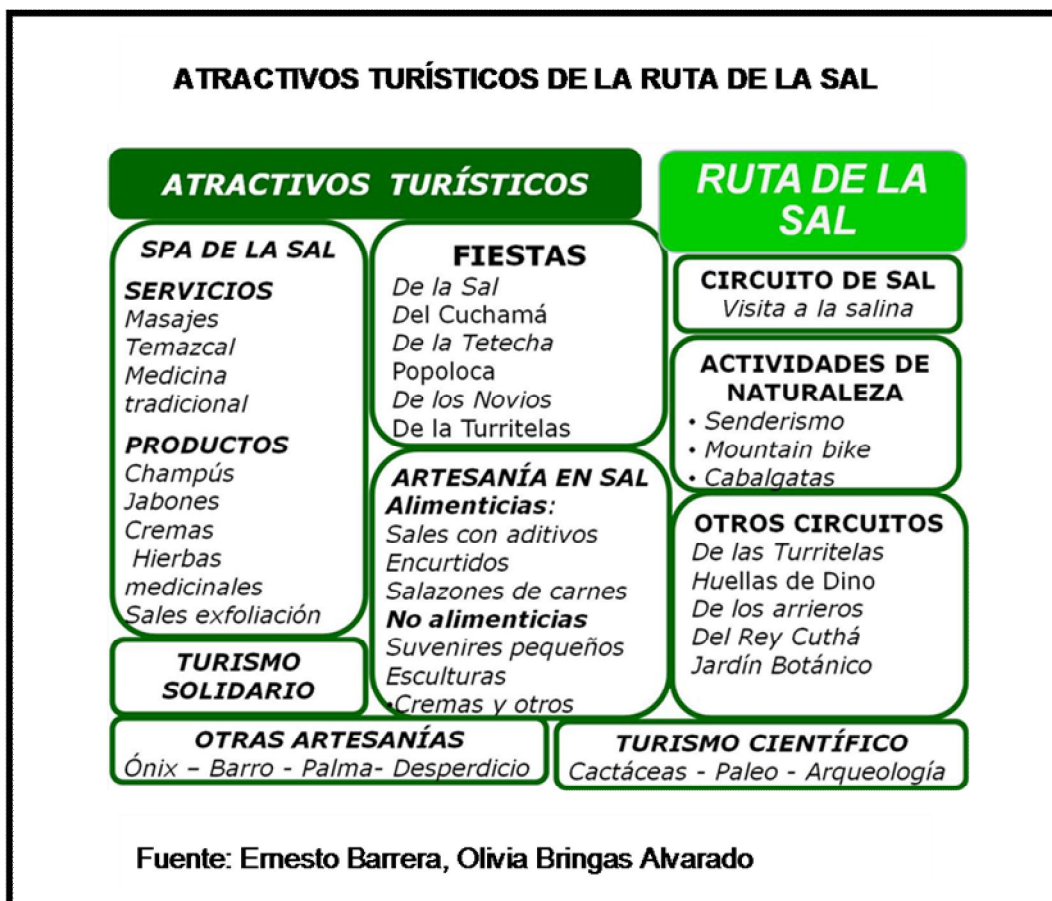 ATRACTIVOS TURÍSTICOS DE LA RUTA DE LA SAL
ATRACTIVOS TURÍSTICOS
RUTA DE LA
SAL
SPA DE LA SAL
SERVICIOS
Masajes
Temazcal
Medicina
tradicional
PRODUCTOS
Champús
Jabones
Cremas
Hierbas
medicinales
Sales exfoliación
TURISMO
SOLIDARIO
FIESTAS
De la Sal
Del Cuchamá
De la Tetecha
Popoloca
De los Novios
De la Turritelas
ARTESANÍA EN SAL
Alimenticias:
Sales con aditivos
Encurtidos
Salazones de carnes
No alimenticias
Suvenires pequeños
Esculturas
•Cremas y otros
CIRCUITO DE SAL
Visita a la salina
ACTIVIDADES DE
NATURALEZA
• Senderismo
• Mountain bike
• Cabalgatas
OTROS CIRCUITOS
De las Turritelas
Huellas de Dino
De los arrieros
Del Rey Cuthá
Jardín Botánico
OTRAS ARTESANÍAS
Ónix – Barro - Palma- Desperdicio
TURISMO CIENTÍFICO
Cactáceas - Paleo - Arqueología
Fuente: Ernesto Barrera, Olivia Bringas Alvarado